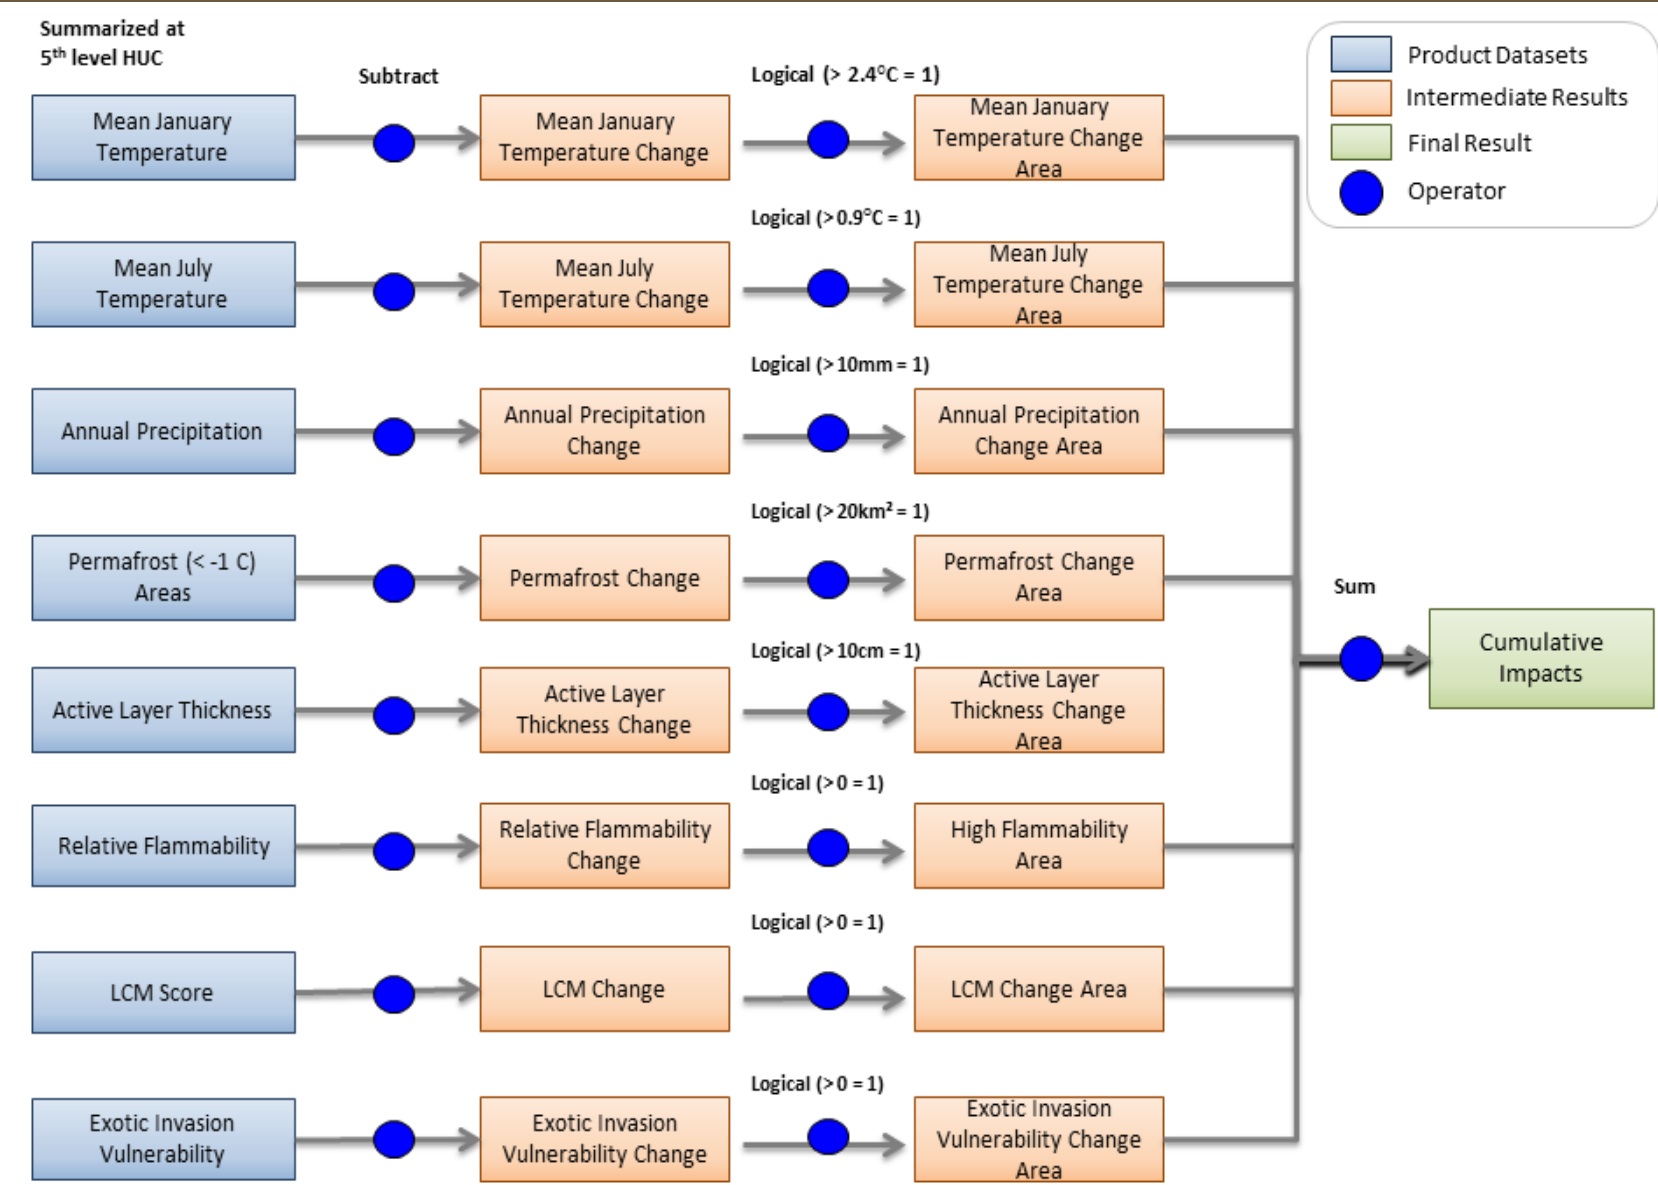 Summarized at
5th level HUC
Subtract
Logical (> 2.4°C = 1)
Product Datasets
Intermediate Results
Final Result
Operator
Mean January
Temperature
Mean January
Temperature Change
Mean January
Temperature Change
Area
Logical (>0.9°C = 1)
Mean July
Temperature
Mean July
Temperature Change
Mean July
Temperature Change
Area
Logical (>10mm = 1)
Annual Precipitation
Annual Precipitation
Change
Annual Precipitation
Change Area
Logical (>20km² = 1)
Permafrost (< -1 C)
Areas
Permafrost Change
Permafrost Change
Area
Sum
Cumulative
Impacts
Logical (>10cm = 1)
Active Layer Thickness
Active Layer
Thickness Change
Active Layer
Thickness Change
Area
Logical (>0 = 1)
Relative Flammability
Relative Flammability
Change
High Flammability
Area
Logical (>0 = 1)
LCM Score
LCM Change
LCM Change Area
Logical (>0 = 1)
Exotic Invasion
Vulnerability
Exotic Invasion
Vulnerability Change
Exotic Invasion
Vulnerability Change
Area